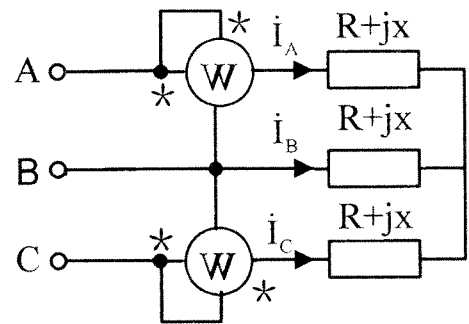 * R+jx
A * W İ_A
R+jx
B İ_B
R+jx
C * W * İ_C